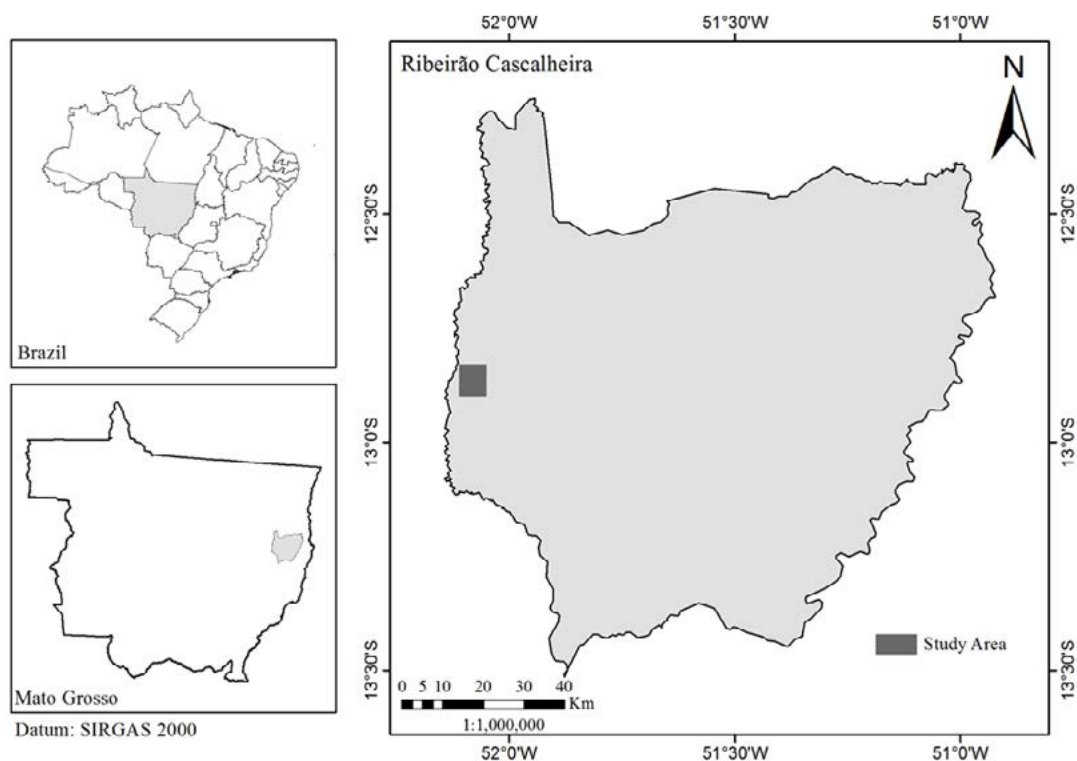 Brazil
Mato Grosso
Datum: SIRGAS 2000
52°0'W 51°30'W 51°0'W
Ribeirão Cascalheira
N
12°30'S 12°30'S
13°0'S 13°0'S
13°30'S 13°30'S
Study Area
0 5 10 20 30 40
Km
1:1,000,000
52°0'W 51°30'W 51°0'W